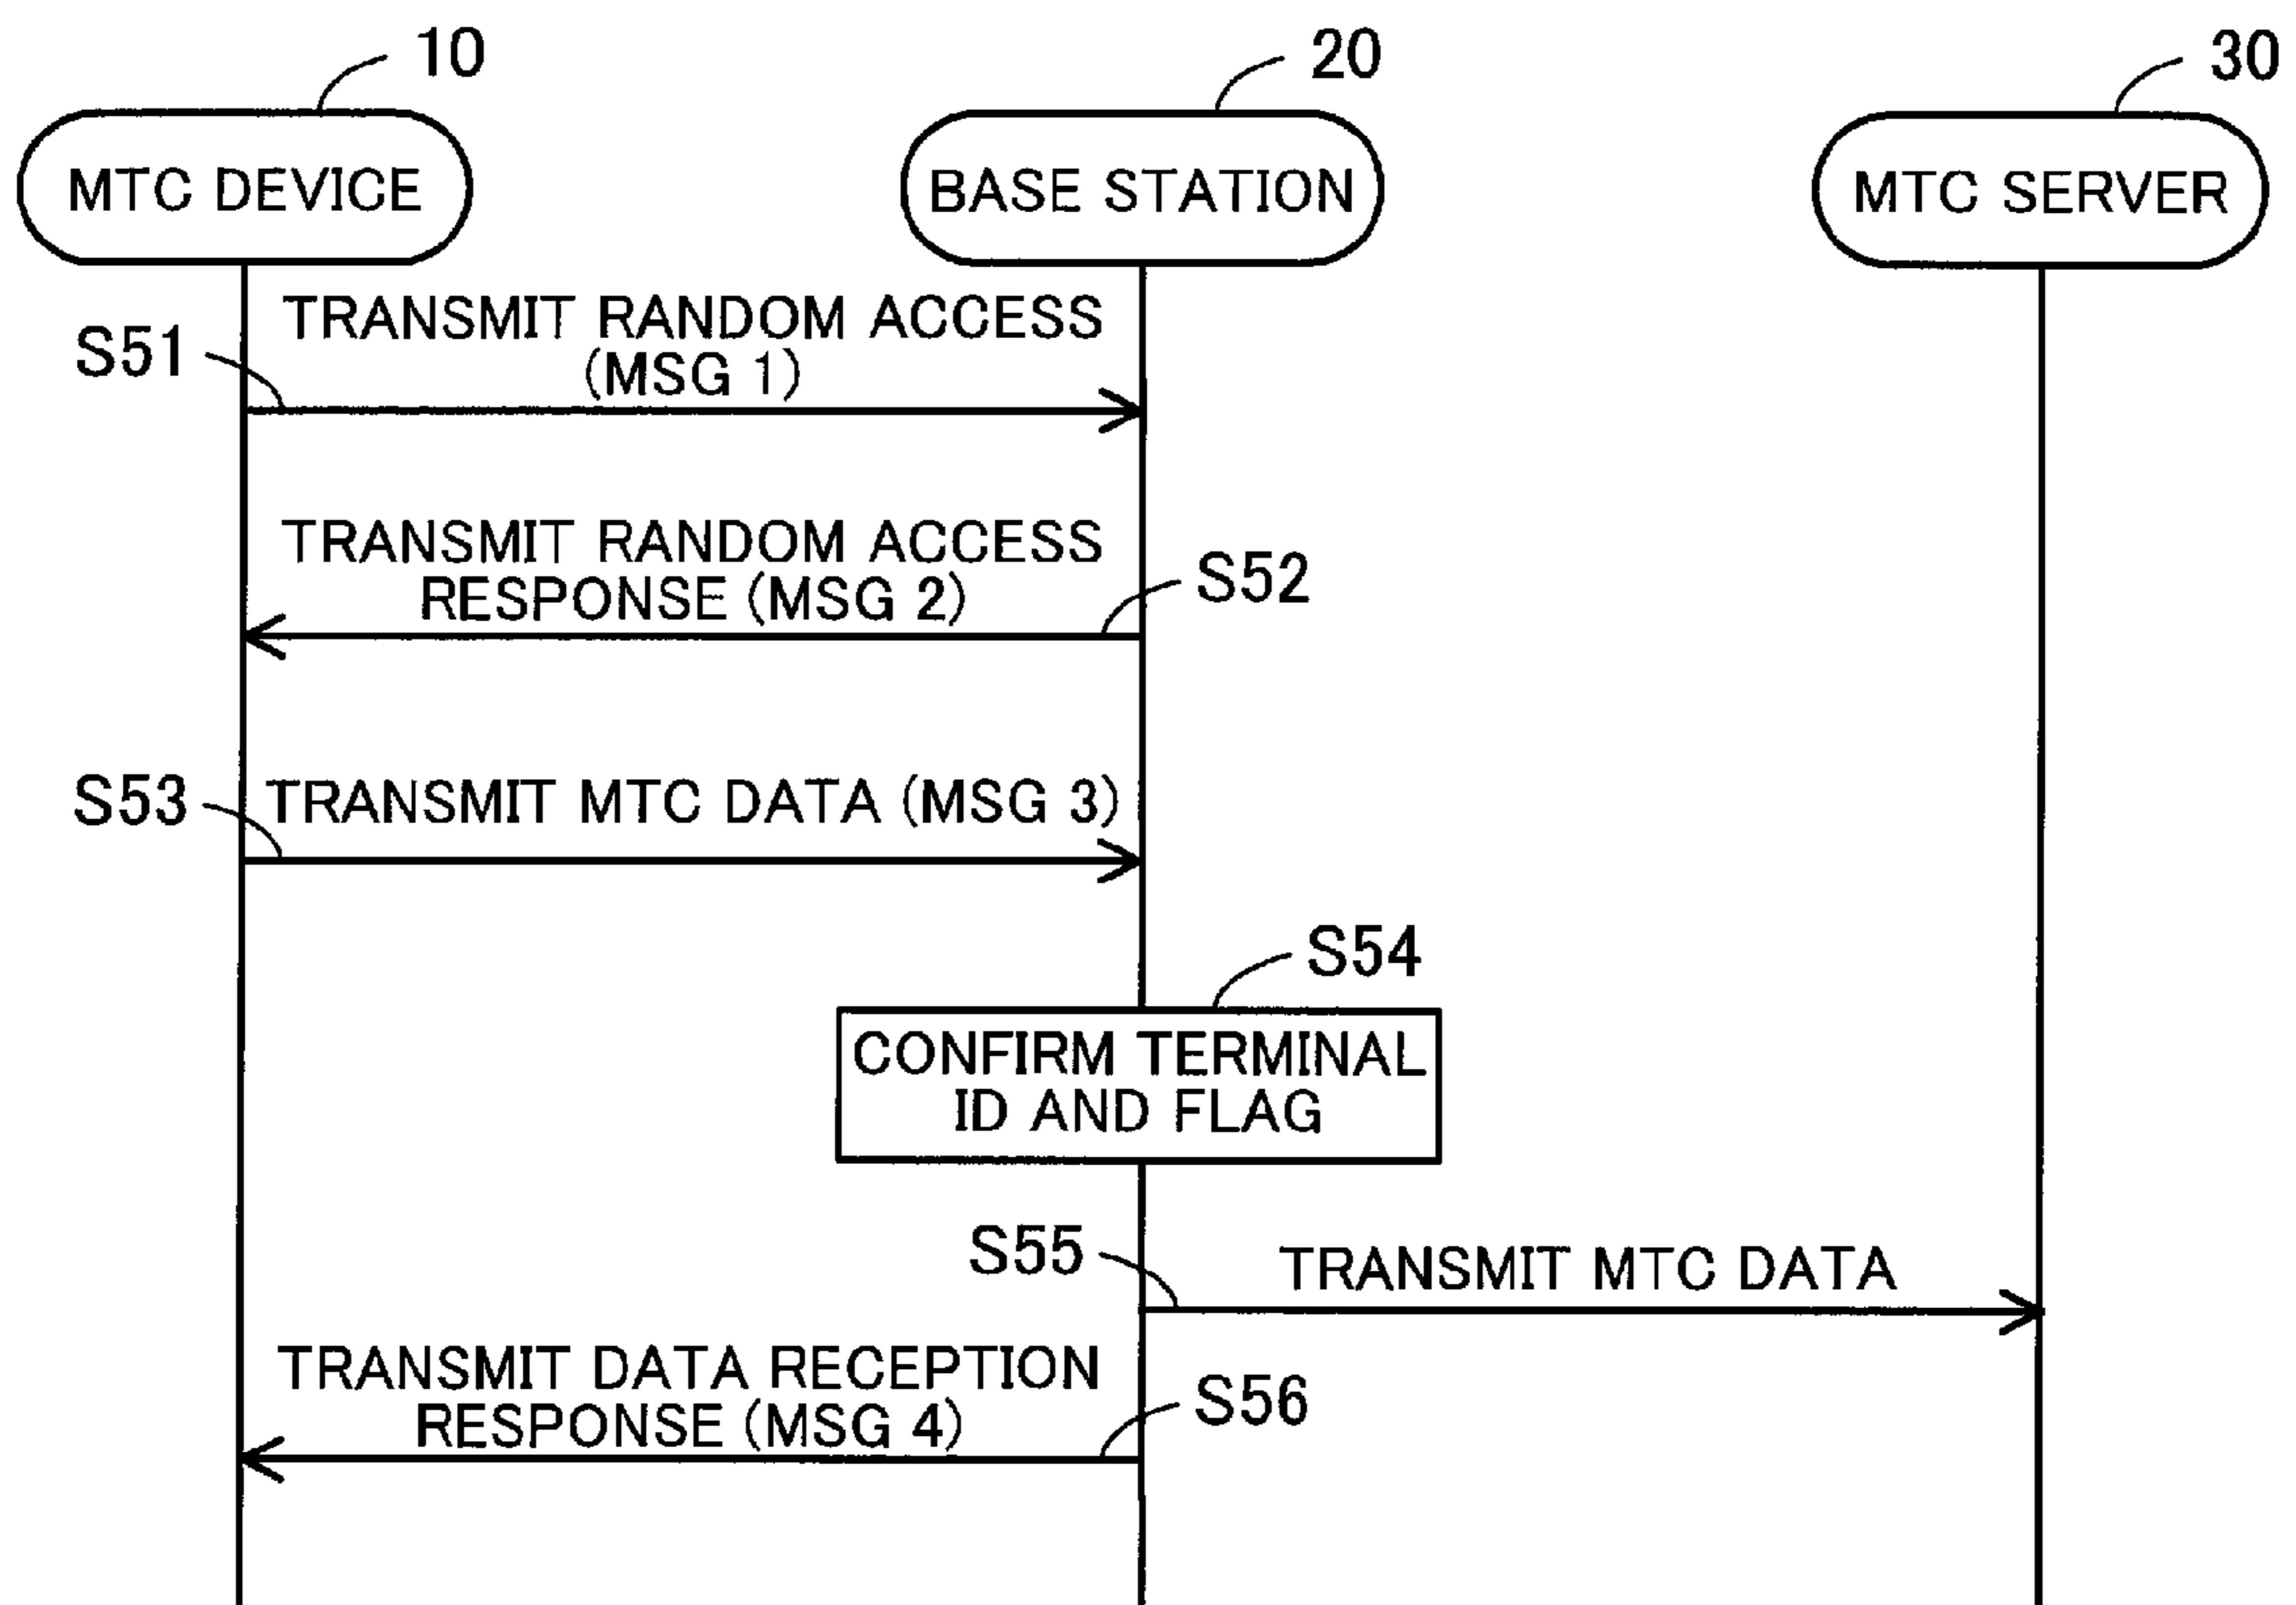 10
20
30
MTC DEVICE
BASE STATION
MTC SERVER
TRANSMIT RANDOM ACCESS
(MSG 1)
S51
TRANSMIT RANDOM ACCESS
RESPONSE (MSG 2)
S52
S53
TRANSMIT MTC DATA (MSG 3)
S54
CONFIRM TERMINAL
ID AND FLAG
S55
TRANSMIT MTC DATA
TRANSMIT DATA RECEPTION
RESPONSE (MSG 4)
S56